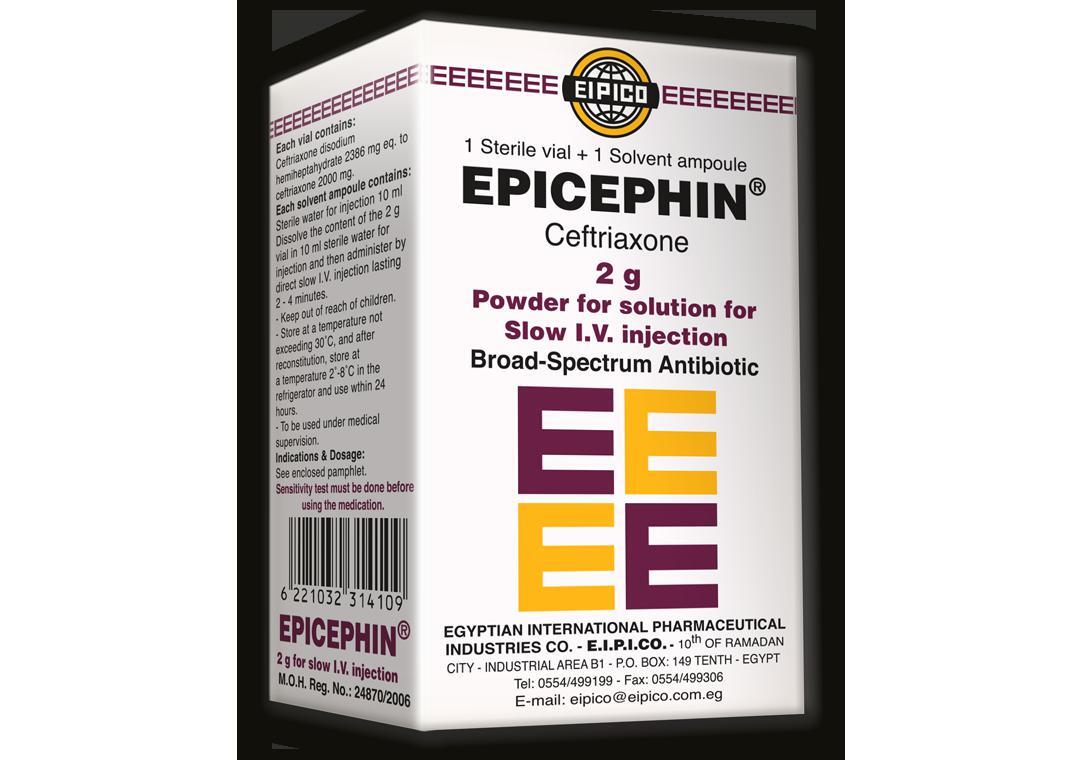 Each vial contains:
Ceftriaxone disodium
hemiheptahydrate 2386 mg eq. to
ceftriaxone 2000 mg.
Each solvent ampoule contains:
Sterile water for injection 10 ml
Dissolve the content of the 2 g
vial in 10 ml sterile water for
injection and then administer by
direct slow I.V. injection lasting
2 - 4 minutes.
- Keep out of reach of children.
- Store at a temperature not
exceeding 30˚C, and after
reconstitution, store at
a temperature 2˚-8˚C in the
refrigerator and use wthin 24
hours.
- To be used under medical
supervision.
Indications & Dosage:
See enclosed pamphlet.
Sensitivity test must be done before
using the medication.
6 221032 314109
EPICEPHIN®
2 g for slow I.V. injection
M.O.H. Reg. No.: 24870/2006
EEEEEEE EIPICO EEEEEEEEE
1 Sterile vial + 1 Solvent ampoule
EPICEPHIN®
Ceftriaxone
2 g
Powder for solution for
Slow I.V. injection
Broad-Spectrum Antibiotic
E E
E E
EGYPTIAN INTERNATIONAL PHARMACEUTICAL
INDUSTRIES CO. - E.I.P.I.CO. - 10th OF RAMADAN
CITY - INDUSTRIAL AREA B1 - P.O. BOX: 149 TENTH - EGYPT
Tel: 0554/499199 - Fax: 0554/499306
E-mail: eipico@eipico.com.eg